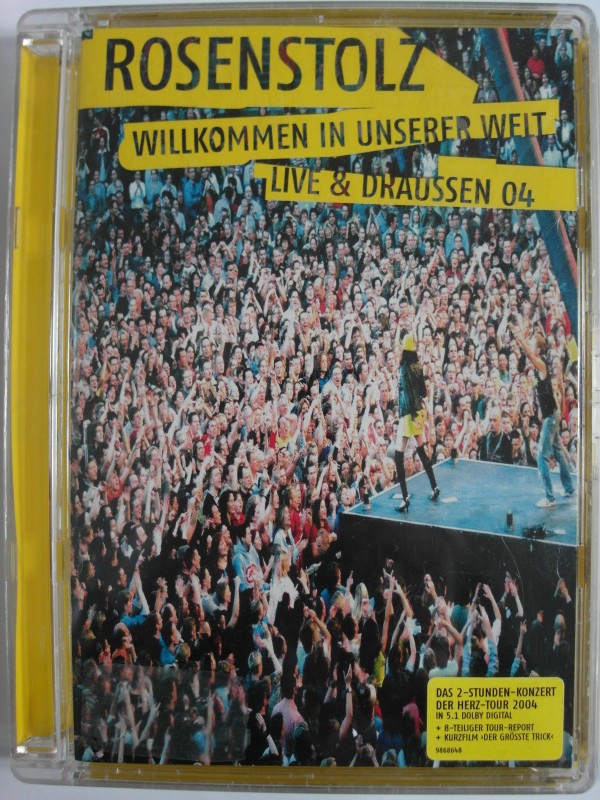 ROSENSTOLZ
WILLKOMMEN IN UNSERER WELT
LIVE & DRAUSSEN 04
DAS 2-STUNDEN-KONZERT
DER HERZ-TOUR 2004
IN 5.1 DOLBY DIGITAL
+ 8-TEILIGER TOUR-REPORT
+ KURZFILM ›DER GRÖSSTE TRICK‹
9868648